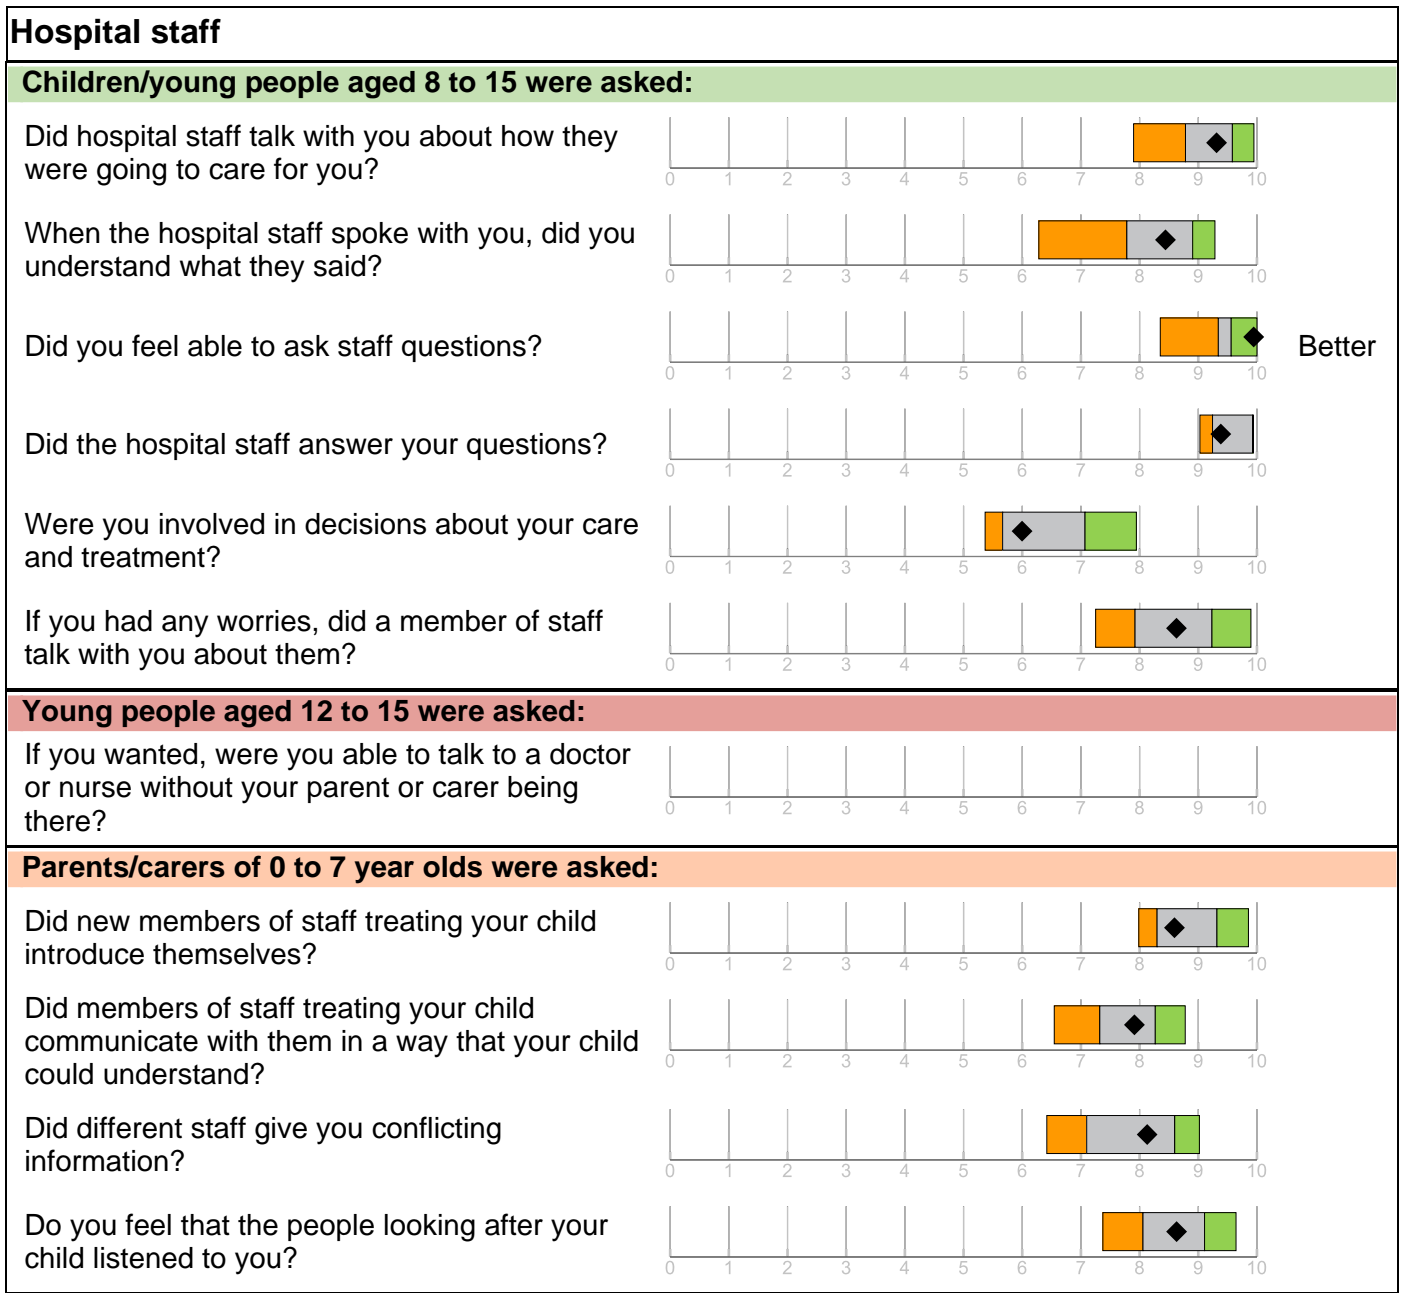 Hospital staff
Children/young people aged 8 to 15 were asked:
Did hospital staff talk with you about how they
were going to care for you?
0 1 2 3 4 5 6 7 8 9 10
When the hospital staff spoke with you, did you
understand what they said?
0 1 2 3 4 5 6 7 8 9 10
Did you feel able to ask staff questions?
Better
0 1 2 3 4 5 6 7 8 9 10
Did the hospital staff answer your questions?
0 1 2 3 4 5 6 7 8 9 10
Were you involved in decisions about your care
and treatment?
0 1 2 3 4 5 6 7 8 9 10
If you had any worries, did a member of staff
talk with you about them?
0 1 2 3 4 5 6 7 8 9 10
Young people aged 12 to 15 were asked:
If you wanted, were you able to talk to a doctor
or nurse without your parent or carer being
there?
0 1 2 3 4 5 6 7 8 9 10
Parents/carers of 0 to 7 year olds were asked:
Did new members of staff treating your child
introduce themselves?
0 1 2 3 4 5 6 7 8 9 10
Did members of staff treating your child
communicate with them in a way that your child
could understand?
0 1 2 3 4 5 6 7 8 9 10
Did different staff give you conflicting
information?
0 1 2 3 4 5 6 7 8 9 10
Do you feel that the people looking after your
child listened to you?
0 1 2 3 4 5 6 7 8 9 10